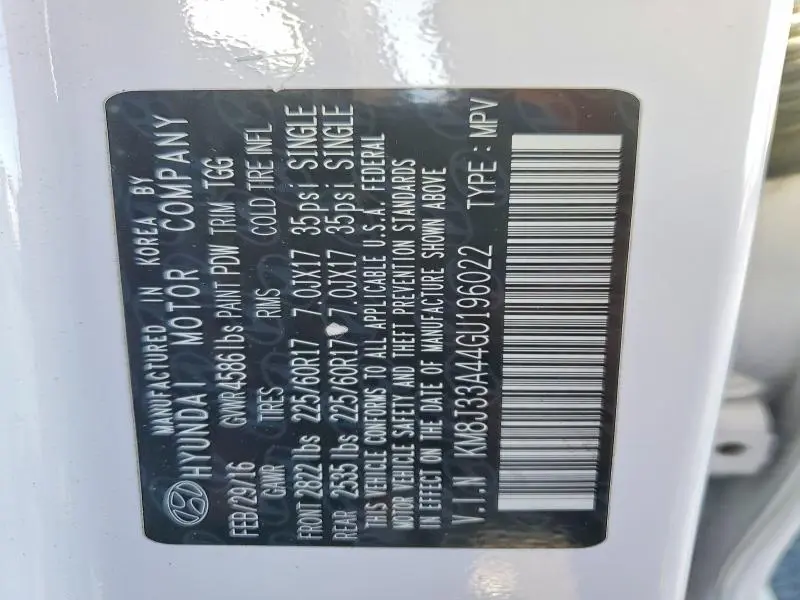 MANUFACTURED IN KOREA BY
HYUNDAI MOTOR COMPANY
FEB/29/16 GVWR 4586 lbs PAINT PDW TRIM TGG
GAWR TIRES RIMS COLD TIRE INFL
FRONT 2822 lbs 225/60R17 7.0JX17 35psi SINGLE
REAR 2535 lbs 225/60R17 7.0JX17 35psi SINGLE
THIS VEHICLE CONFORMS TO ALL APPLICABLE U.S.A. FEDERAL
MOTOR VEHICLE SAFETY AND THEFT PREVENTION STANDARDS
IN EFFECT ON THE DATE OF MANUFACTURE SHOWN ABOVE
V.I.N KM8J33A44GU196022 TYPE : MPV